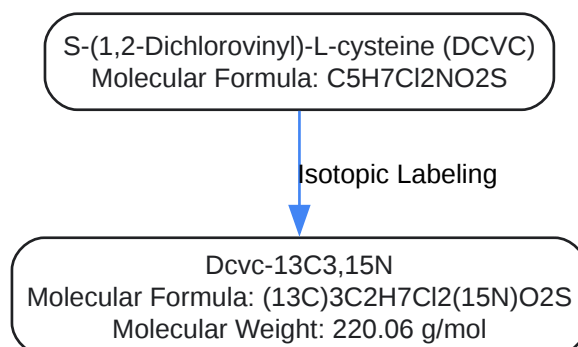 S-(1,2-Dichlorovinyl)-L-cysteine (DCVC)
Molecular Formula: C5H7Cl2NO2S
Isotopic Labeling
Dcvc-13C3,15N
Molecular Formula: (13C)3C2H7Cl2(15N)O2S
Molecular Weight: 220.06 g/mol